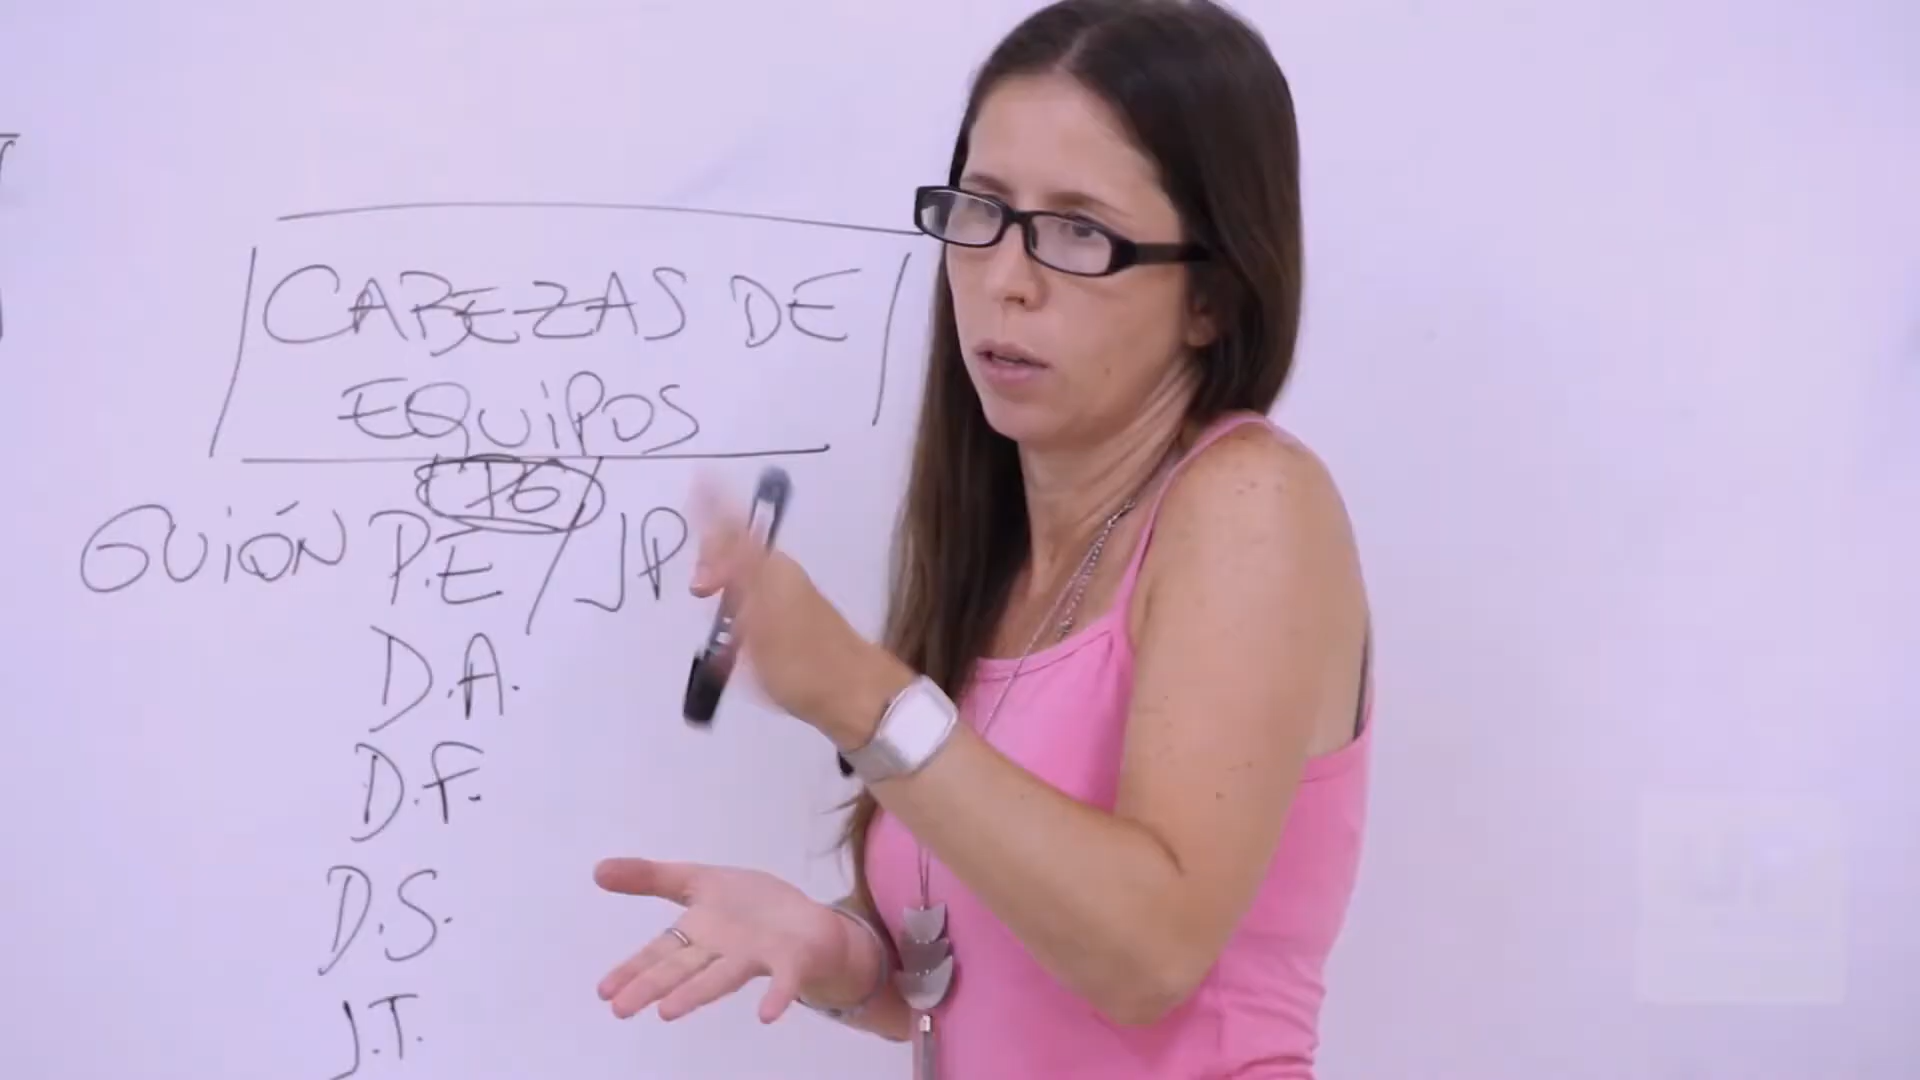 CABEZAS DE
EQUIPOS
GUIÓN P.E / JP
D.A.
D.F.
D.S.
J.T.